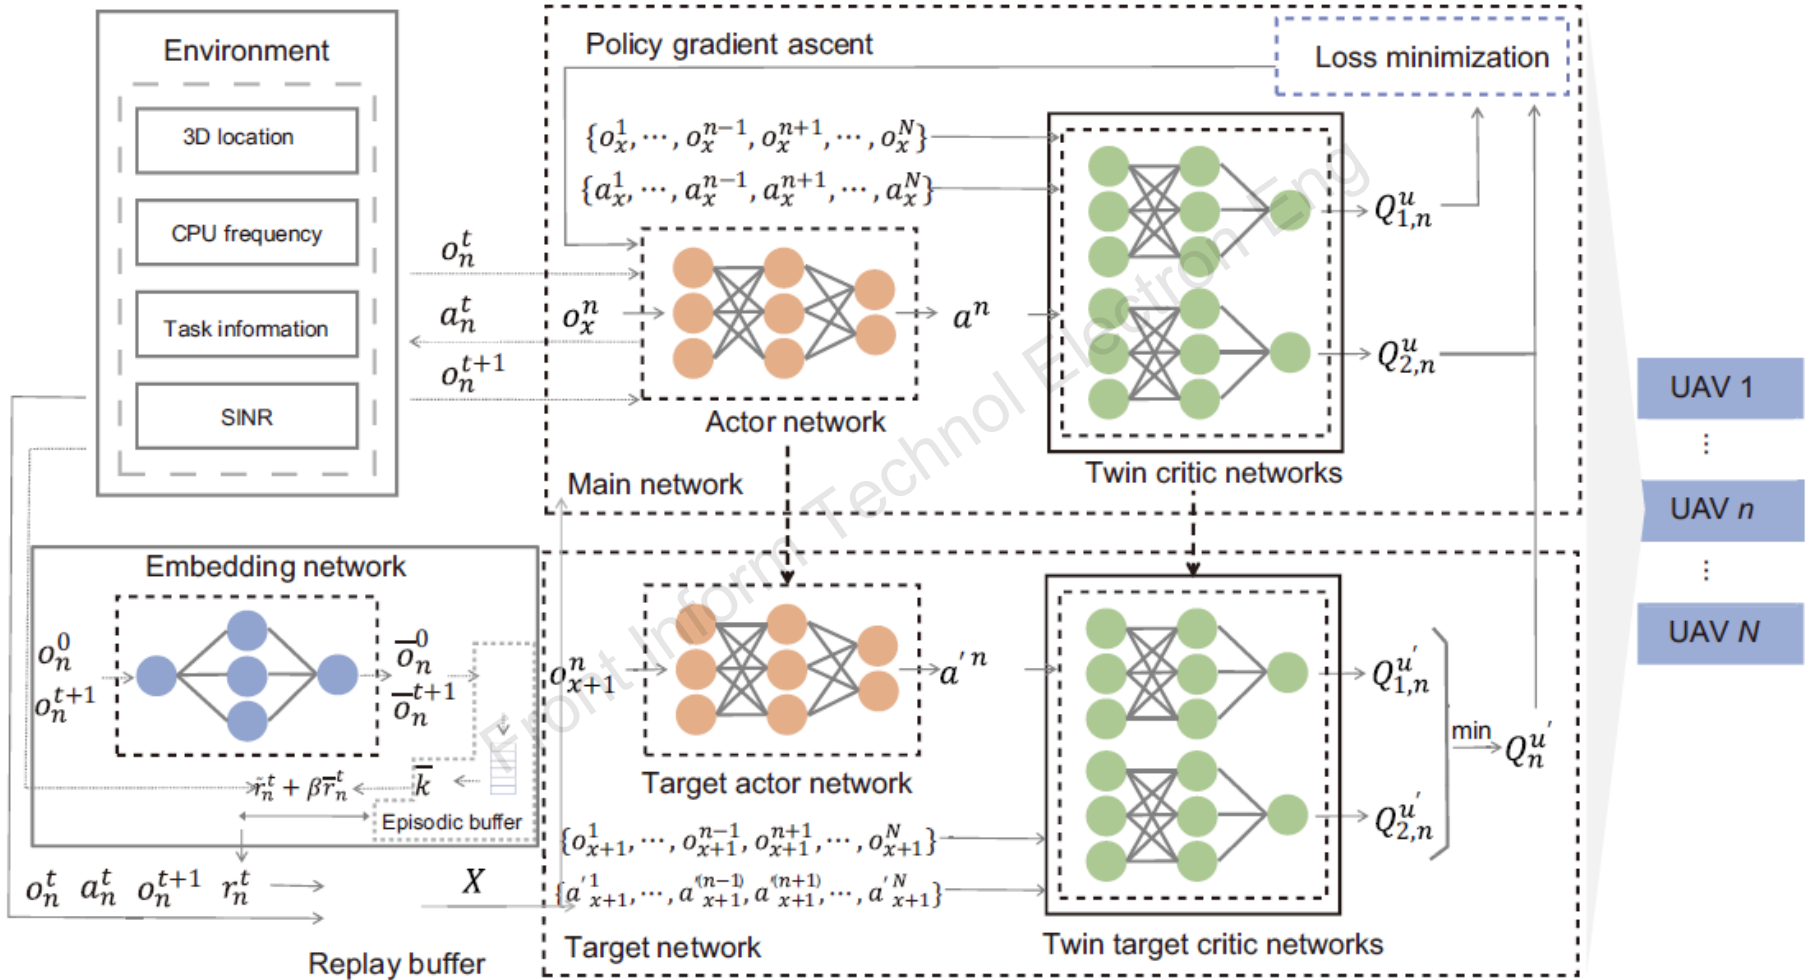 Environment
3D location
CPU frequency
Task information
SINR
Policy gradient ascent
Loss minimization
{o_x^1, ⋯, o_x^{n−1}, o_x^{n+1}, ⋯, o_x^N}
{a_x^1, ⋯, a_x^{n−1}, a_x^{n+1}, ⋯, a_x^N}
o_n^t
a_n^t
o_n^{t+1}
o_x^n
a^n
Q_{1,n}^u
Q_{2,n}^u
Actor network
Twin critic networks
Main network
UAV 1
⋮
UAV n
⋮
UAV N
Embedding network
o_n^0
o_n^{t+1}
o̅_n^0
o̅_n^{t+1}
r̃_n^t + βr̅_n^t
k̅
Episodic buffer
o_n^t a_n^t o_n^{t+1} r_n^t
X
Replay buffer
o_{x+1}^n
a'^n
Target actor network
{o_{x+1}^1, ⋯, o_{x+1}^{n−1}, o_{x+1}^{n+1}, ⋯, o_{x+1}^N}
{a'^1_{x+1}, ⋯, a'^{(n−1)}_{x+1}, a'^{(n+1)}_{x+1}, ⋯, a'^N_{x+1}}
Q_{1,n}^{u'}
Q_{2,n}^{u'}
min
Q_n^{u'}
Target network
Twin target critic networks
Front Inform Technol Electron Eng